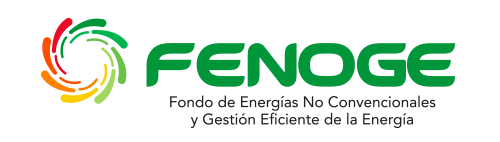 FENOGE
Fondo de Energías No Convencionales
y Gestión Eficiente de la Energía